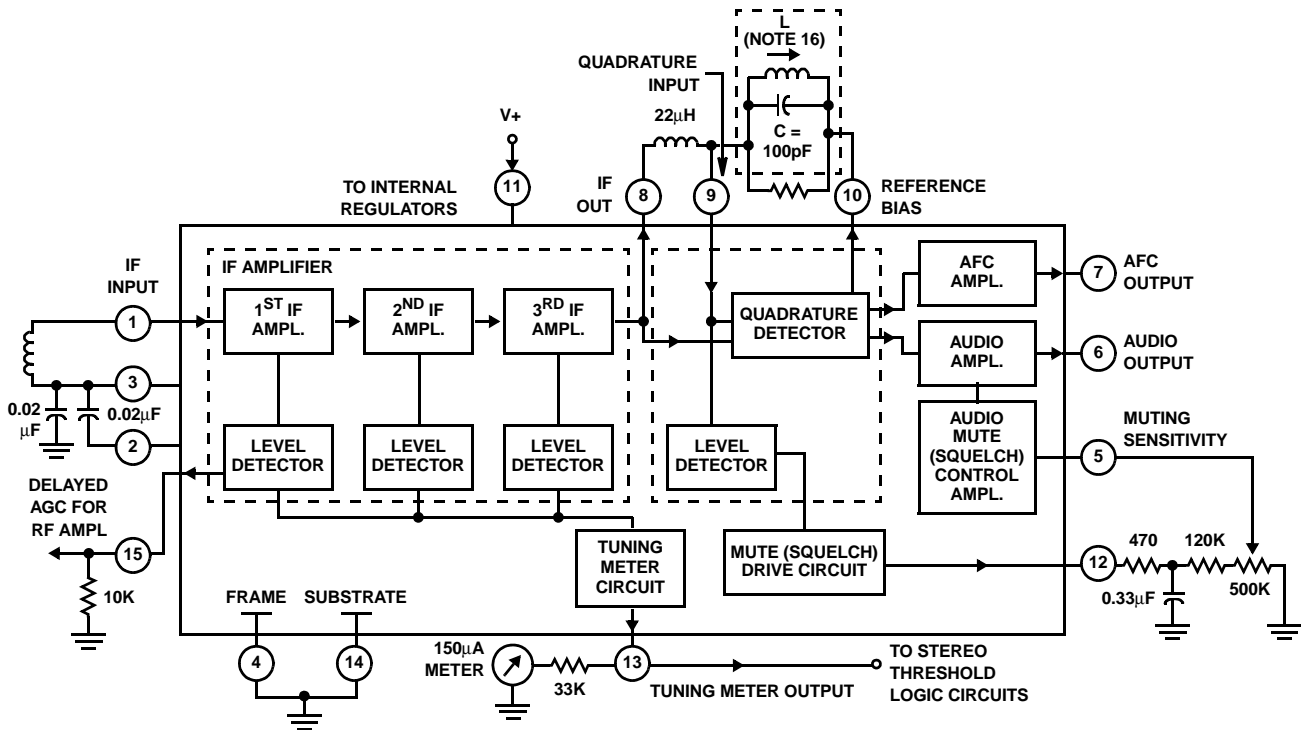 L
(NOTE 16)
QUADRATURE
INPUT
22μH
C =
100pF
V+
11
TO INTERNAL
REGULATORS
IF
OUT
8
9
10
REFERENCE
BIAS
IF
INPUT
IF AMPLIFIER
1ST IF
AMPL.
2ND IF
AMPL.
3RD IF
AMPL.
QUADRATURE
DETECTOR
AFC
AMPL.
7
AFC
OUTPUT
AUDIO
AMPL.
6
AUDIO
OUTPUT
1
3
0.02
μF
0.02μF
2
LEVEL
DETECTOR
LEVEL
DETECTOR
LEVEL
DETECTOR
LEVEL
DETECTOR
AUDIO
MUTE
(SQUELCH)
CONTROL
AMPL.
5
MUTING
SENSITIVITY
DELAYED
AGC FOR
RF AMPL
15
10K
TUNING
METER
CIRCUIT
MUTE (SQUELCH)
DRIVE CIRCUIT
12
470
120K
0.33μF
500K
FRAME
SUBSTRATE
4
14
150μA
METER
33K
13
TUNING METER OUTPUT
TO STEREO
THRESHOLD
LOGIC CIRCUITS